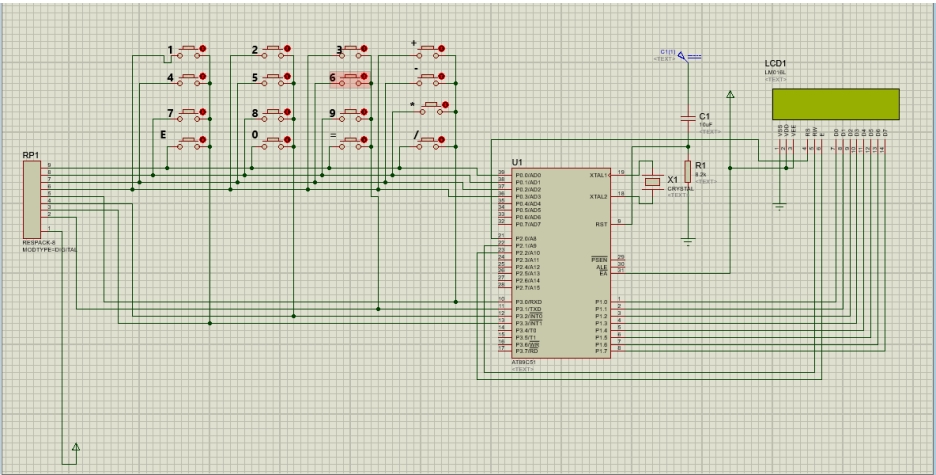 1
2
3
+
4
5
6
-
7
8
9
*
E
0
=
/
C1(1)
<TEXT>
LCD1
LM016L
<TEXT>
VSS
VDD
VEE
RS
RW
E
D0
D1
D2
D3
D4
D5
D6
D7
1
2
3
4
5
6
7
8
9
10
11
12
13
14
C1
10uF
<TEXT>
R1
8.2k
<TEXT>
X1
CRYSTAL
<TEXT>
RP1
9
8
7
6
5
4
3
2
1
RESPACK-8
MODTYPE=DIGITAL
U1
39 P0.0/AD0
38 P0.1/AD1
37 P0.2/AD2
36 P0.3/AD3
35 P0.4/AD4
34 P0.5/AD5
33 P0.6/AD6
32 P0.7/AD7
21 P2.0/A8
22 P2.1/A9
23 P2.2/A10
24 P2.3/A11
25 P2.4/A12
26 P2.5/A13
27 P2.6/A14
28 P2.7/A15
10 P3.0/RXD
11 P3.1/TXD
12 P3.2/INT0
13 P3.3/INT1
14 P3.4/T0
15 P3.5/T1
16 P3.6/WR
17 P3.7/RD
XTAL1 19
XTAL2 18
RST 9
PSEN 29
ALE 30
EA 31
P1.0 1
P1.1 2
P1.2 3
P1.3 4
P1.4 5
P1.5 6
P1.6 7
P1.7 8
AT89C51
<TEXT>